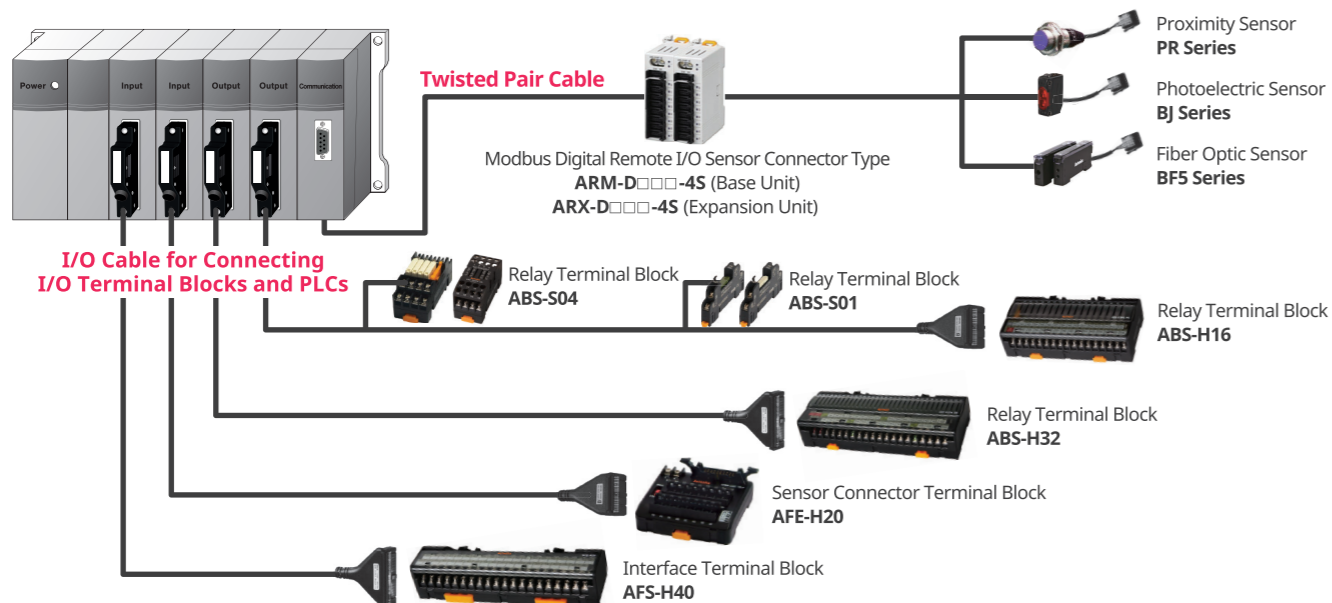 Power
Input
Input
Output
Output
Communication
Twisted Pair Cable
Modbus Digital Remote I/O Sensor Connector Type
ARM-D□□□-4S (Base Unit)
ARX-D□□□-4S (Expansion Unit)
Proximity Sensor
PR Series
Photoelectric Sensor
BJ Series
Fiber Optic Sensor
BF5 Series
I/O Cable for Connecting
I/O Terminal Blocks and PLCs
Relay Terminal Block
ABS-S04
Relay Terminal Block
ABS-S01
Relay Terminal Block
ABS-H16
Relay Terminal Block
ABS-H32
Sensor Connector Terminal Block
AFE-H20
Interface Terminal Block
AFS-H40